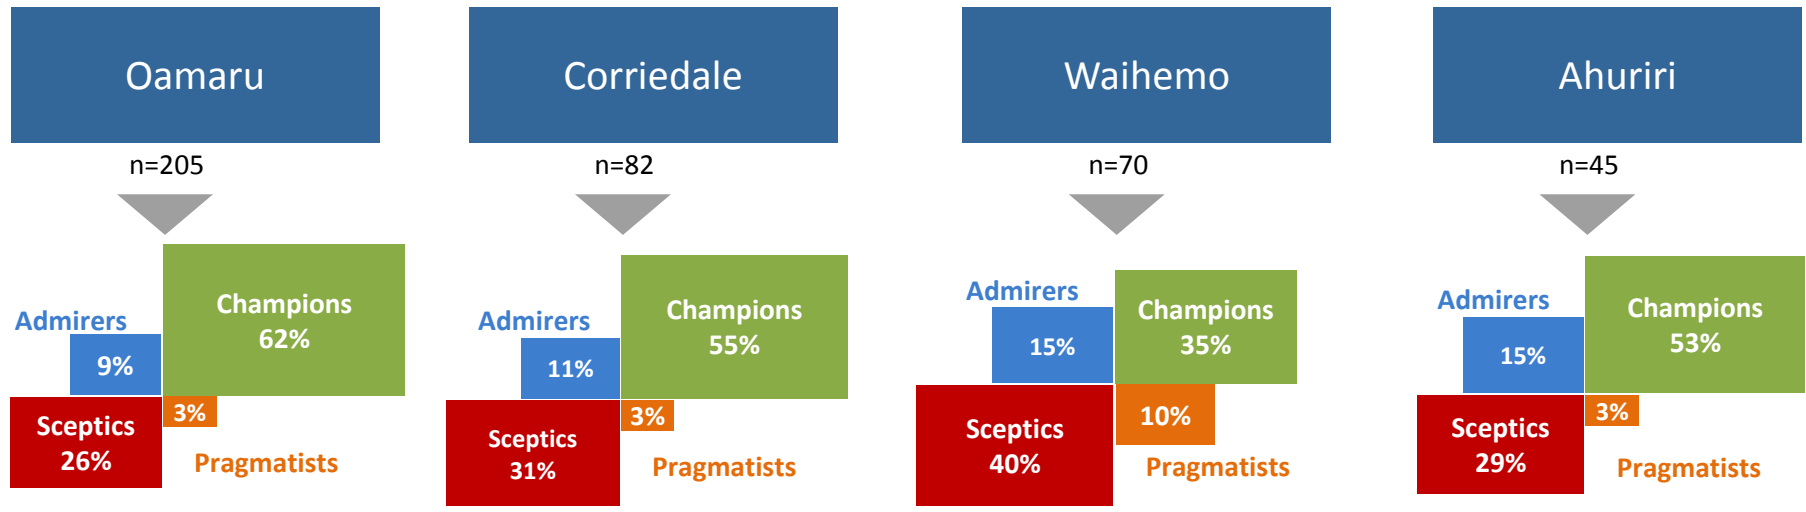 Oamaru
n=205
Admirers
9%
Champions
62%
Sceptics
26%
3%
Pragmatists
Corriedale
n=82
Admirers
11%
Champions
55%
Sceptics
31%
3%
Pragmatists
Waihemo
n=70
Admirers
15%
Champions
35%
Sceptics
40%
10%
Pragmatists
Ahuriri
n=45
Admirers
15%
Champions
53%
Sceptics
29%
3%
Pragmatists